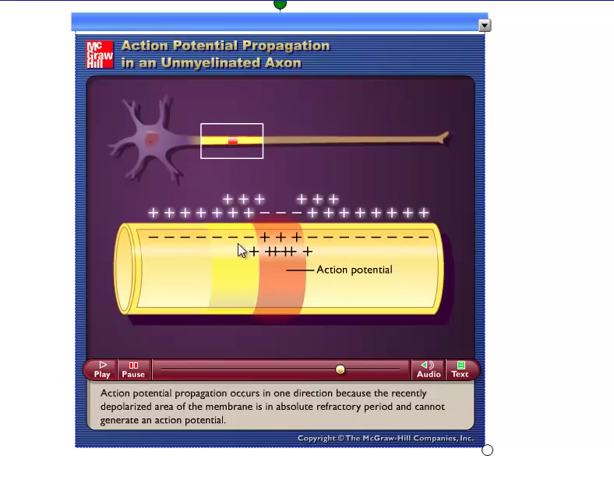 Mc
Graw
Hill
Action Potential Propagation
in an Unmyelinated Axon
+ + +   + + +
+ + + + + + + − − − + + + + + + + +
− − − − − − − + + + − − − − − − − −
+ ++++ +
Action potential
Play
Pause
Audio
Text
Action potential propagation occurs in one direction because the recently
depolarized area of the membrane is in absolute refractory period and cannot
generate an action potential.
Copyright © The McGraw-Hill Companies, Inc.